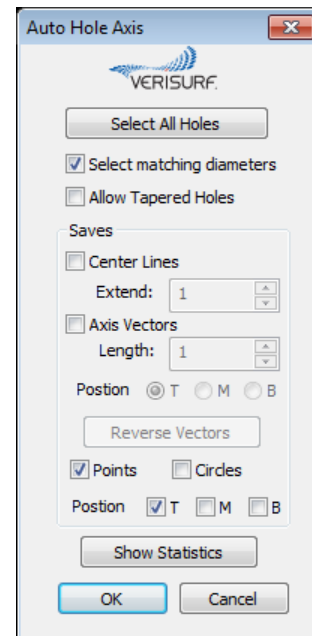 Auto Hole Axis
VERISURF.
Select All Holes
Select matching diameters
Allow Tapered Holes
Saves
Center Lines
Extend: 1
Axis Vectors
Length: 1
Postion T M B
Reverse Vectors
Points Circles
Postion T M B
Show Statistics
OK Cancel